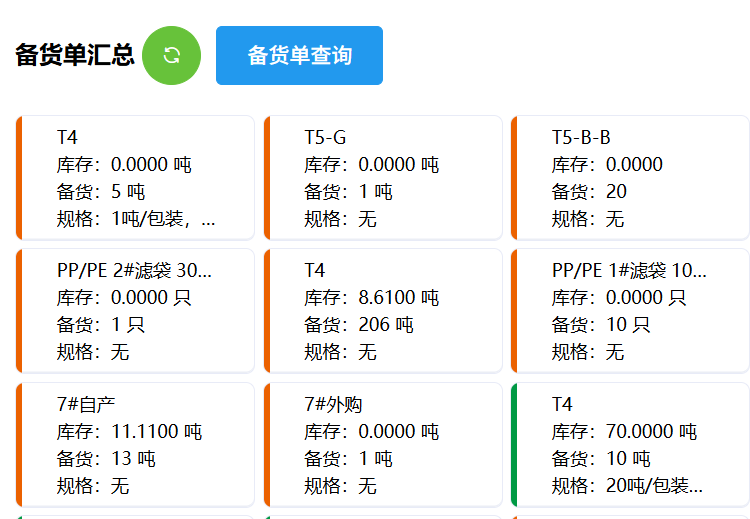 备货单汇总
备货单查询
T4
库存：0.0000 吨
备货：5 吨
规格：1吨/包装，...
T5-G
库存：0.0000 吨
备货：1 吨
规格：无
T5-B-B
库存：0.0000
备货：20
规格：无
PP/PE 2#滤袋 30...
库存：0.0000 只
备货：1 只
规格：无
T4
库存：8.6100 吨
备货：206 吨
规格：无
PP/PE 1#滤袋 10...
库存：0.0000 只
备货：10 只
规格：无
7#自产
库存：11.1100 吨
备货：13 吨
规格：无
7#外购
库存：0.0000 吨
备货：1 吨
规格：无
T4
库存：70.0000 吨
备货：10 吨
规格：20吨/包装...